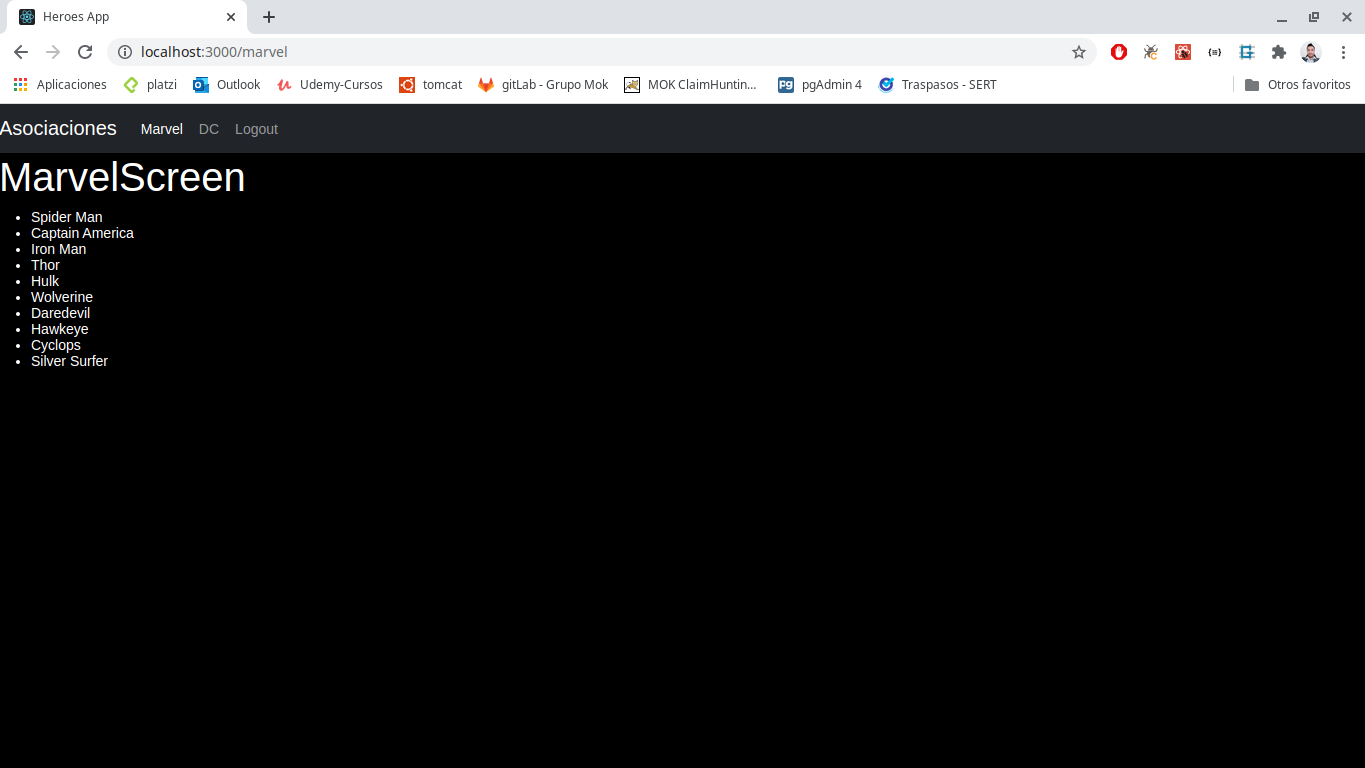 Heroes App
localhost:3000/marvel
Aplicaciones platzi Outlook Udemy-Cursos tomcat gitLab - Grupo Mok MOK ClaimHuntin... pgAdmin 4 Traspasos - SERT Otros favoritos
Asociaciones Marvel DC Logout
MarvelScreen
• Spider Man
• Captain America
• Iron Man
• Thor
• Hulk
• Wolverine
• Daredevil
• Hawkeye
• Cyclops
• Silver Surfer